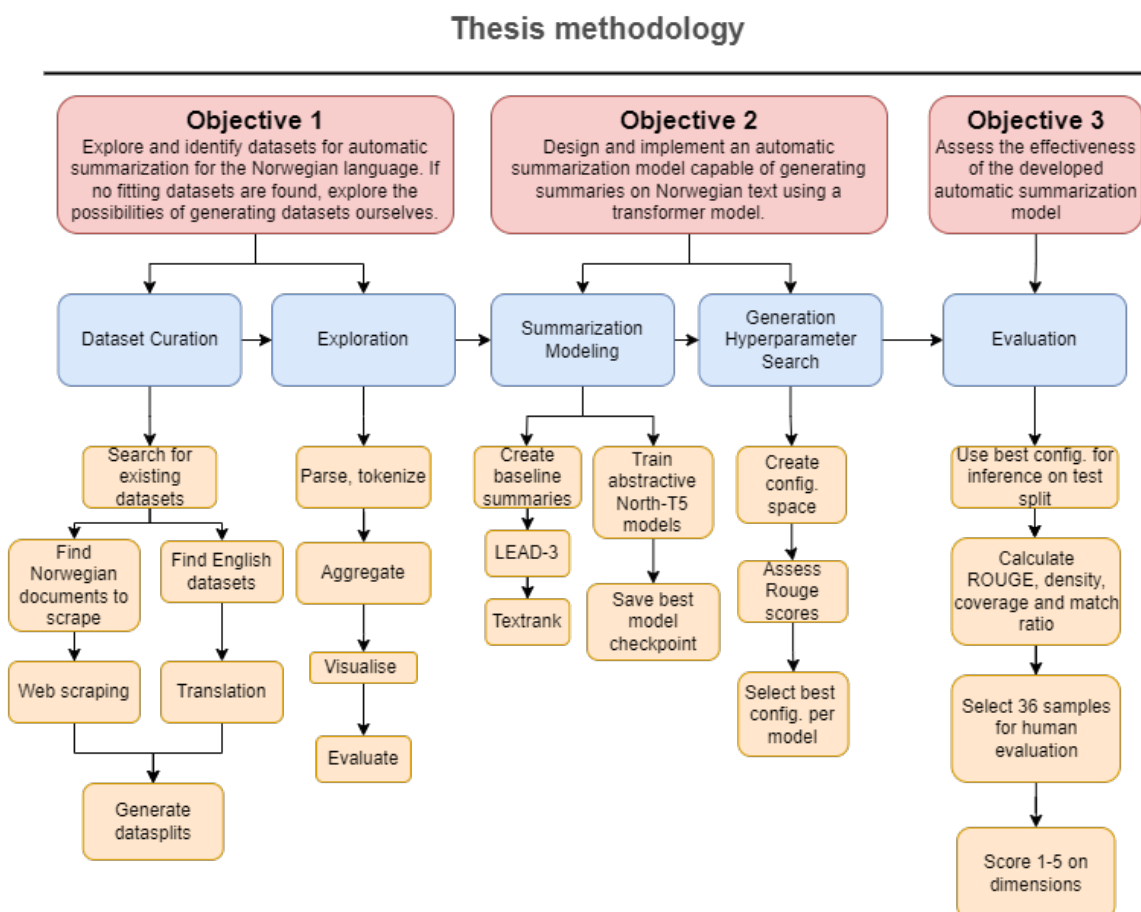 Thesis methodology
Objective 1
Explore and identify datasets for automatic
summarization for the Norwegian language. If
no fitting datasets are found, explore the
possibilities of generating datasets ourselves.
Objective 2
Design and implement an automatic
summarization model capable of generating
summaries on Norwegian text using a
transformer model.
Objective 3
Assess the effectiveness
of the developed
automatic summarization
model
Dataset Curation
Exploration
Summarization
Modeling
Generation
Hyperparameter
Search
Evaluation
Search for
existing
datasets
Find
Norwegian
documents to
scrape
Find English
datasets
Web scraping
Translation
Generate
datasplits
Parse, tokenize
Aggregate
Visualise
Evaluate
Create
baseline
summaries
LEAD-3
Textrank
Train
abstractive
North-T5
models
Save best
model
checkpoint
Create
config.
space
Assess
Rouge
scores
Select best
config. per
model
Use best config. for
inference on test
split
Calculate
ROUGE, density,
coverage and match
ratio
Select 36 samples
for human
evaluation
Score 1-5 on
dimensions